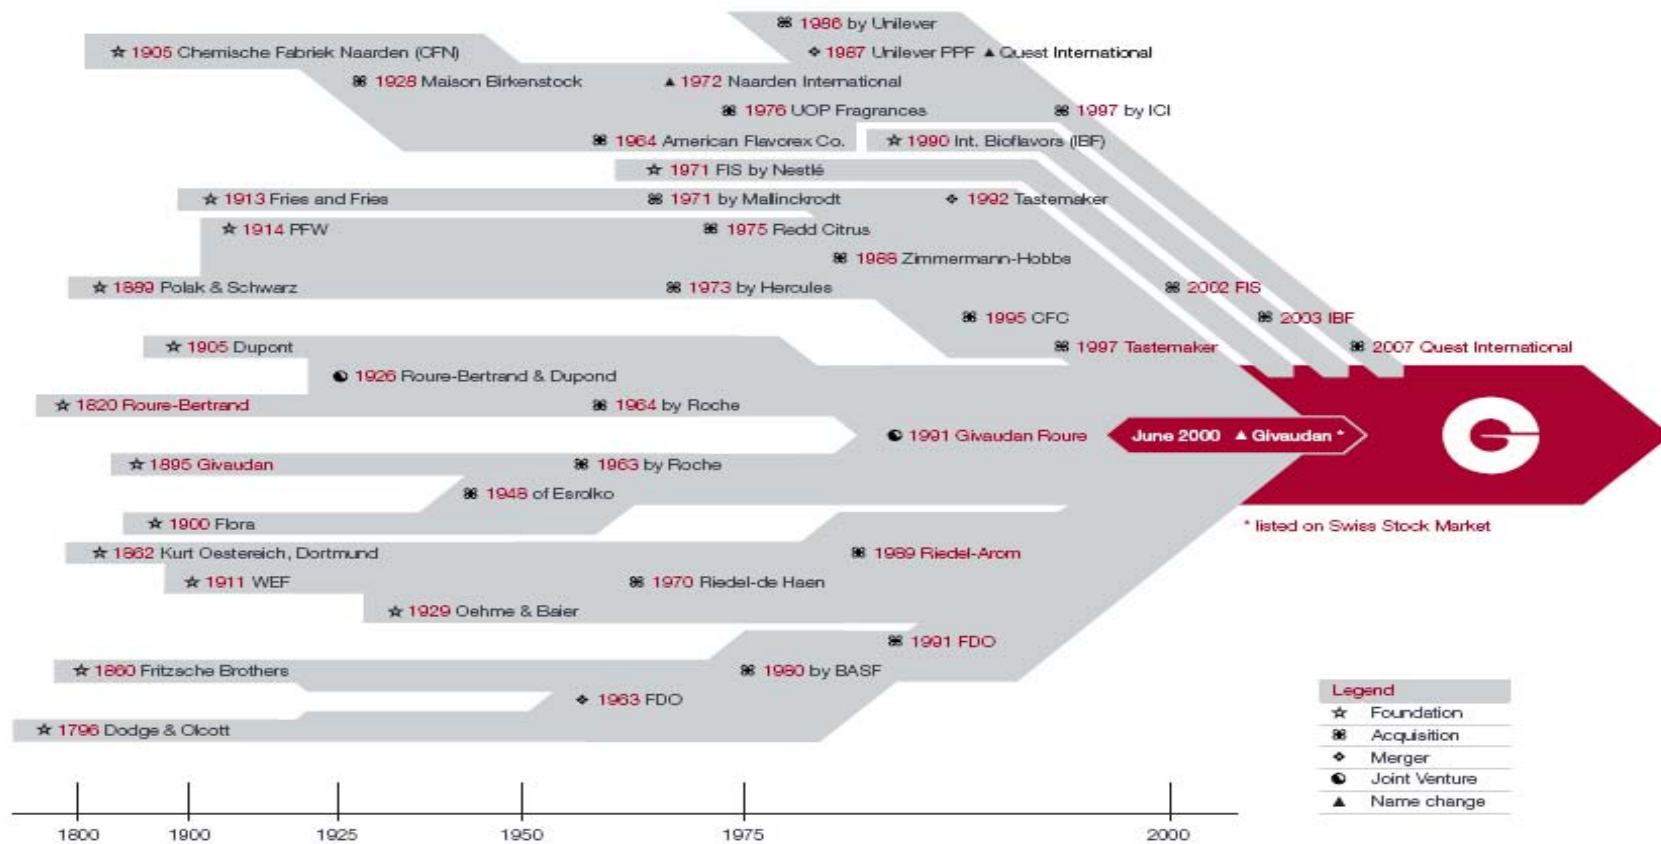 1986 by Unilever
1905 Chemische Fabriek Naarden (CFN)
1987 Unilever PPF ▲ Quest International
1928 Maison Birkenstock
▲ 1972 Naarden International
1976 UOP Fragrances
1997 by ICI
1964 American Flavorex Co.
1990 Int. Bioflavors (IBF)
1971 FIS by Nestlé
1913 Fries and Fries
1971 by Mallinckrodt
1992 Tastemaker
1914 PFW
1975 Redd Citrus
1988 Zimmermann-Hobbs
1889 Polak & Schwarz
1973 by Hercules
2002 FIS
1995 CFC
2003 IBF
1905 Dupont
1997 Tastemaker
2007 Quest International
1926 Roure-Bertrand & Dupond
1820 Roure-Bertrand
1964 by Roche
1991 Givaudan Roure
June 2000 ▲ Givaudan *
G
1895 Givaudan
1963 by Roche
1948 of Esrolko
1900 Flora
* listed on Swiss Stock Market
1862 Kurt Oestereich, Dortmund
1989 Riedel-Arom
1911 WEF
1970 Riedel-de Haen
1929 Oehme & Baier
1991 FDO
1860 Fritzsche Brothers
1980 by BASF
1963 FDO
1796 Dodge & Olcott
Legend
Foundation
Acquisition
Merger
Joint Venture
▲ Name change
1800 1900 1925 1950 1975 2000